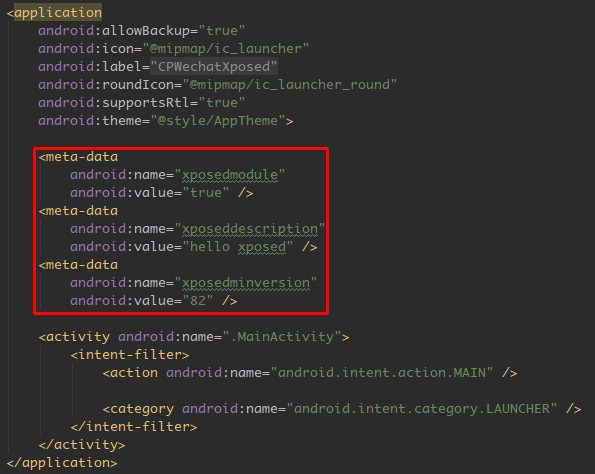 <application
android:allowBackup="true"
android:icon="@mipmap/ic_launcher"
android:label="CPWechatXposed"
android:roundIcon="@mipmap/ic_launcher_round"
android:supportsRtl="true"
android:theme="@style/AppTheme">
<meta-data
android:name="xposedmodule"
android:value="true" />
<meta-data
android:name="xposeddescription"
android:value="hello xposed" />
<meta-data
android:name="xposedminversion"
android:value="82" />
<activity android:name=".MainActivity">
<intent-filter>
<action android:name="android.intent.action.MAIN" />
<category android:name="android.intent.category.LAUNCHER" />
</intent-filter>
</activity>
</application>